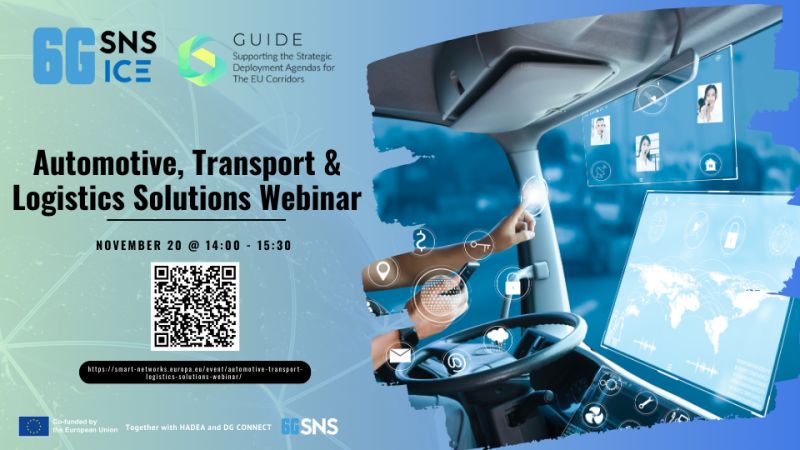 6G SNS
ICE
GUIDE
Supporting the Strategic
Deployment Agendas for
The EU Corridors
Automotive, Transport &
Logistics Solutions Webinar
NOVEMBER 20 @ 14:00 - 15:30
https://smart-networks.europa.eu/event/automotive-transport-
logistics-solutions-webinar/
Co-funded by
the European Union
Together with HADEA and DG CONNECT
6GSNS